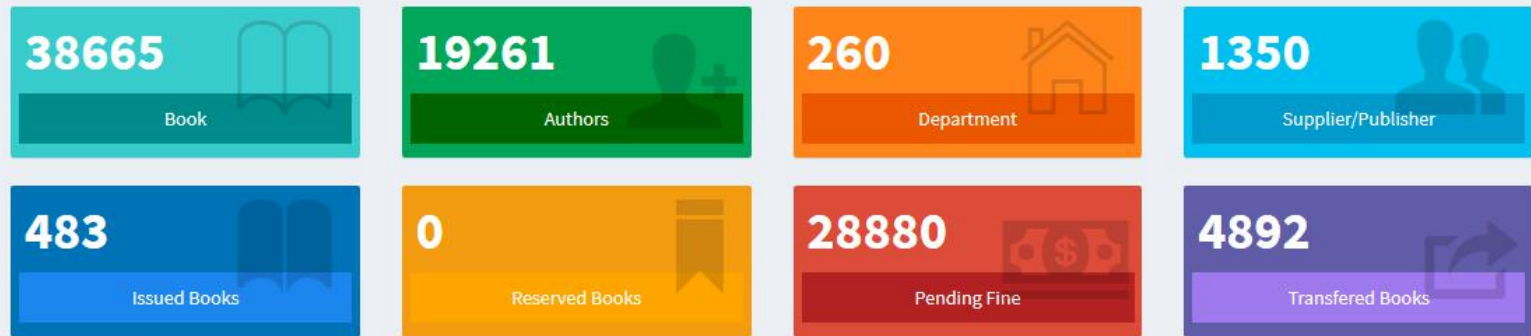 38665
Book
19261
Authors
260
Department
1350
Supplier/Publisher
483
Issued Books
0
Reserved Books
28880
Pending Fine
4892
Transfered Books